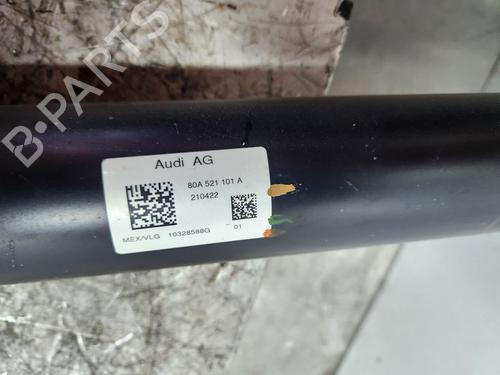 B-PARTS
Audi AG
80A 521 101 A
210422
MEX/VLG 10328588G 01